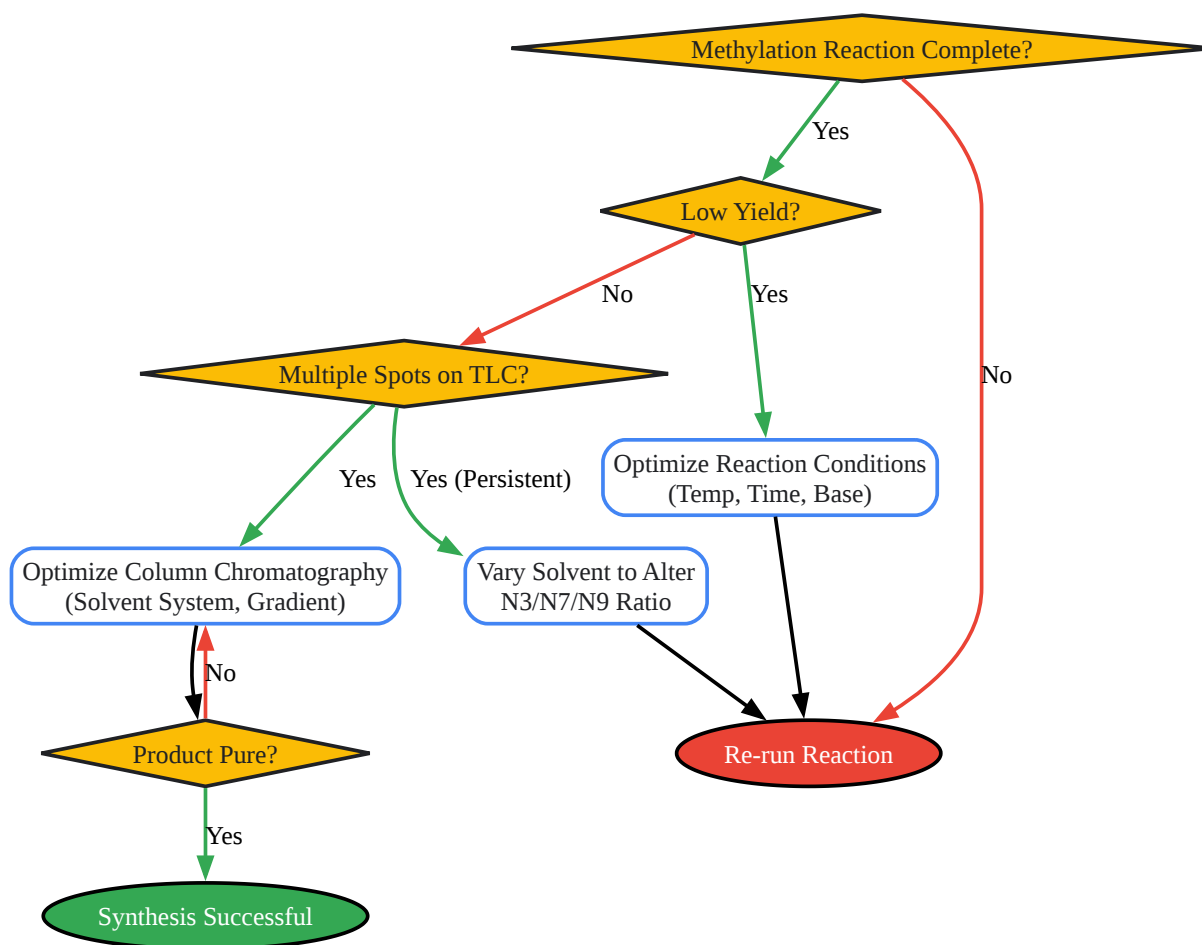 Methylation Reaction Complete?
Yes
Low Yield?
No
Yes
Multiple Spots on TLC?
No
Optimize Reaction Conditions
(Temp, Time, Base)
Yes
Yes (Persistent)
Optimize Column Chromatography
(Solvent System, Gradient)
Vary Solvent to Alter
N3/N7/N9 Ratio
No
Product Pure?
Re-run Reaction
Yes
Synthesis Successful